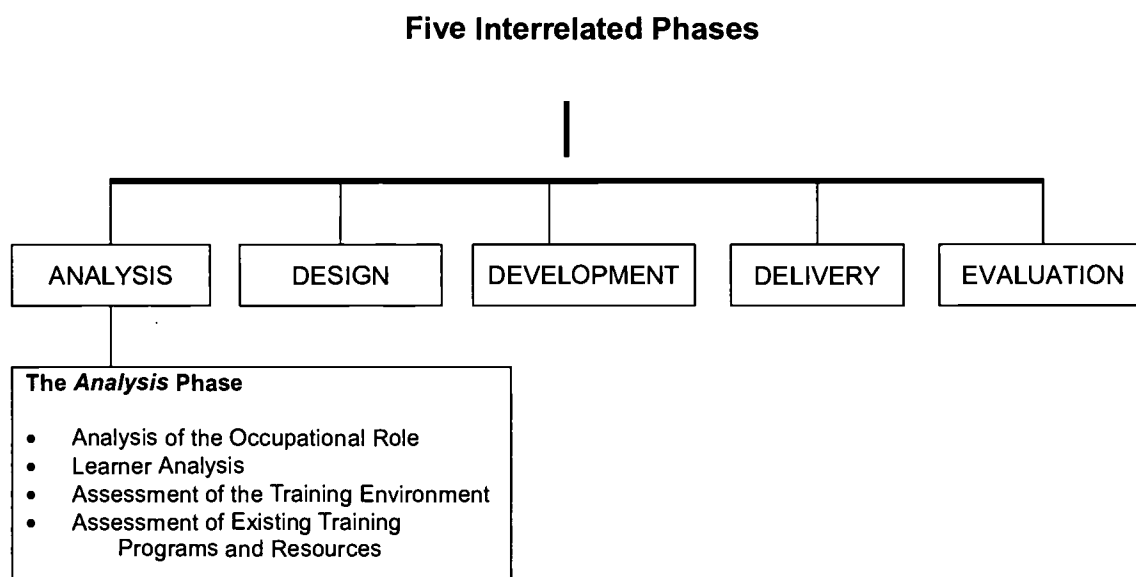 Five Interrelated Phases
ANALYSIS
DESIGN
DEVELOPMENT
DELIVERY
EVALUATION
The Analysis Phase
• Analysis of the Occupational Role
• Learner Analysis
• Assessment of the Training Environment
• Assessment of Existing Training
Programs and Resources